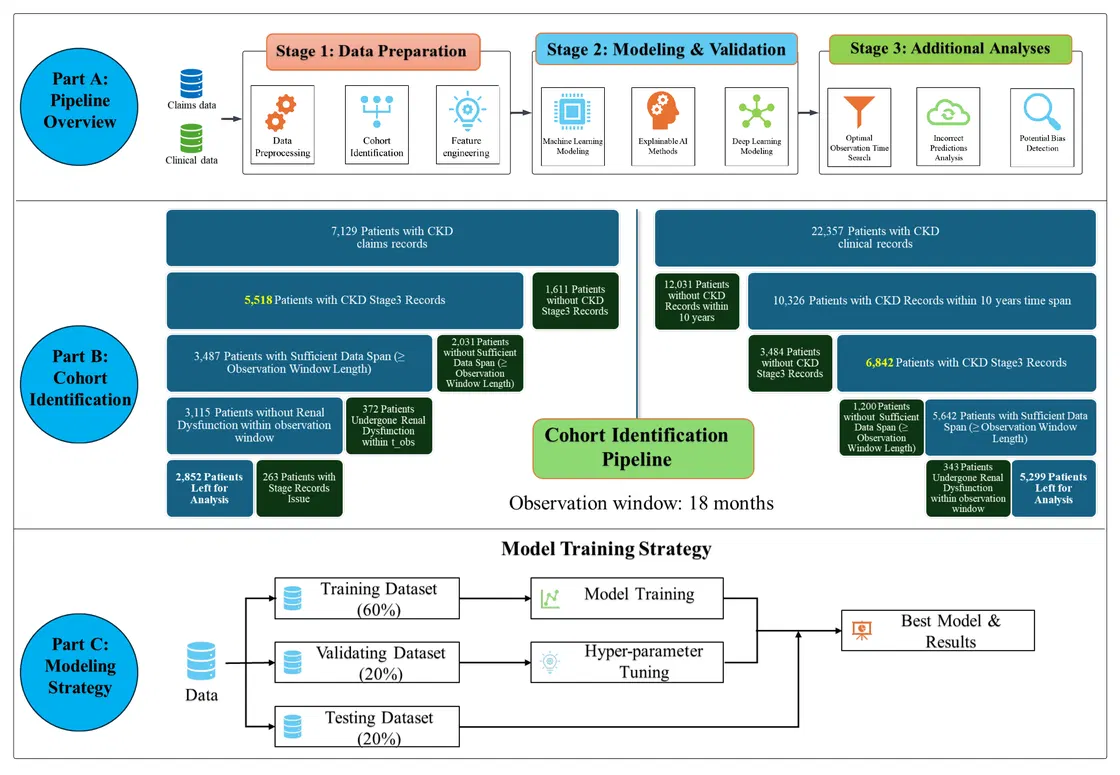 Part A:
Pipeline
Overview
Claims data
Clinical data
Stage 1: Data Preparation
Data
Preprocessing
Cohort
Identification
Feature
engineering
Stage 2: Modeling & Validation
Machine Learning
Modeling
Explainable AI
Methods
Deep Learning
Modeling
Stage 3: Additional Analyses
Optimal
Observation Time
Search
Incorrect
Predictions
Analysis
Potential Bias
Detection
Part B:
Cohort
Identification
7,129 Patients with CKD
claims records
5,518 Patients with CKD Stage3 Records
1,611 Patients
without CKD
Stage3 Records
3,487 Patients with Sufficient Data Span (≥
Observation Window Length)
2,031 Patients
without Sufficient
Data Span (≥
Observation
Window Length)
3,115 Patients without Renal
Dysfunction within observation
window
372 Patients
Undergone Renal
Dysfunction
within t_obs
2,852 Patients
Left for
Analysis
263 Patients with
Stage Records
Issue
22,357 Patients with CKD
clinical records
12,031 Patients
without CKD
Records within
10 years
10,326 Patients with CKD Records within 10 years time span
3,484 Patients
without CKD
Stage3 Records
6,842 Patients with CKD Stage3 Records
1,200 Patients
without Sufficient
Data Span (≥
Observation
Window Length)
5,642 Patients with Sufficient Data
Span (≥ Observation Window
Length)
343 Patients
Undergone Renal
Dysfunction
within observation
window
5,299 Patients
Left for
Analysis
Cohort Identification
Pipeline
Observation window: 18 months
Part C:
Modeling
Strategy
Model Training Strategy
Data
Training Dataset
(60%)
Validating Dataset
(20%)
Testing Dataset
(20%)
Model Training
Hyper-parameter
Tuning
Best Model &
Results